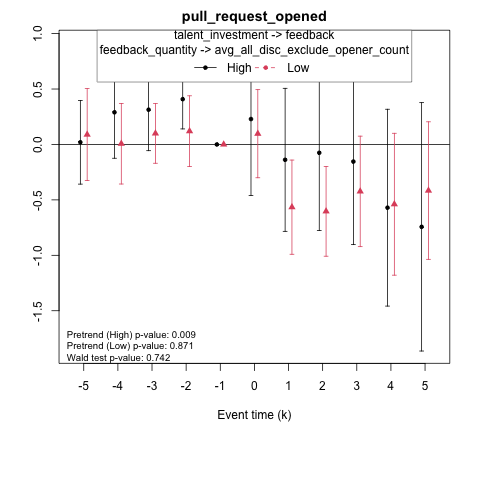 pull_request_opened
talent_investment -> feedback
feedback_quantity -> avg_all_disc_exclude_opener_count
High Low
1.0
0.5
0.0
-0.5
-1.0
-1.5
Pretrend (High) p-value: 0.009
Pretrend (Low) p-value: 0.871
Wald test p-value: 0.742
-5 -4 -3 -2 -1 0 1 2 3 4 5
Event time (k)